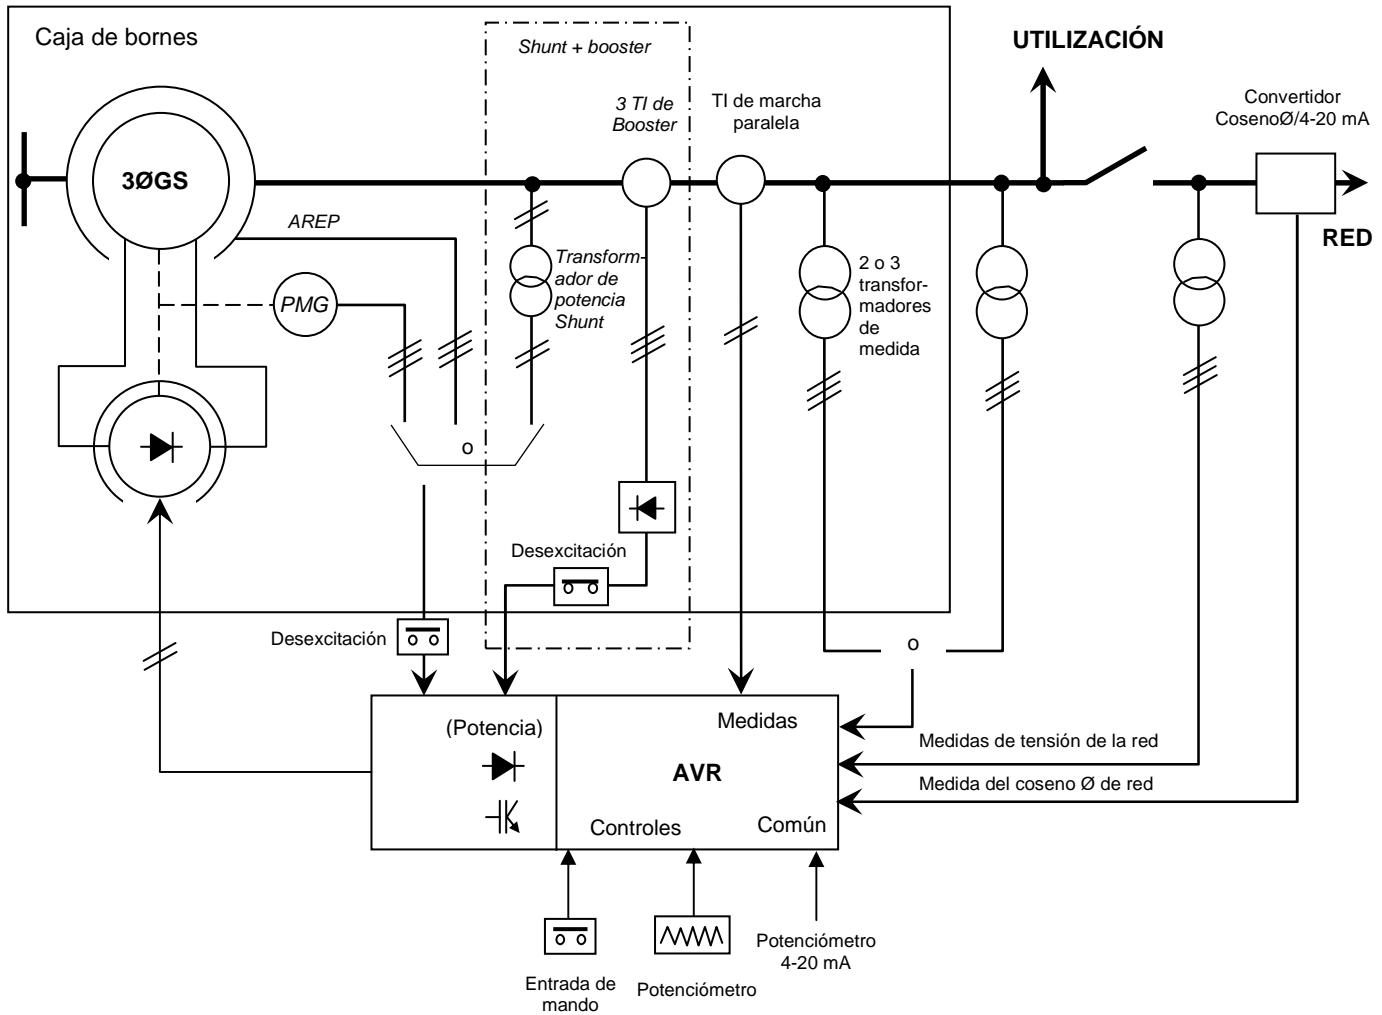 Caja de bornes
Shunt + booster
UTILIZACIÓN
3 TI de
Booster
TI de marcha
paralela
Convertidor
CosenoØ/4-20 mA
3ØGS
AREP
RED
PMG
Transform-
ador de
potencia
Shunt
2 o 3
transfor-
madores
de
medida
o
Desexcitación
Desexcitación
o
(Potencia)
Medidas
AVR
Controles
Común
Medidas de tensión de la red
Medida del coseno Ø de red
Entrada de
mando
Potenciómetro
Potenciómetro
4-20 mA